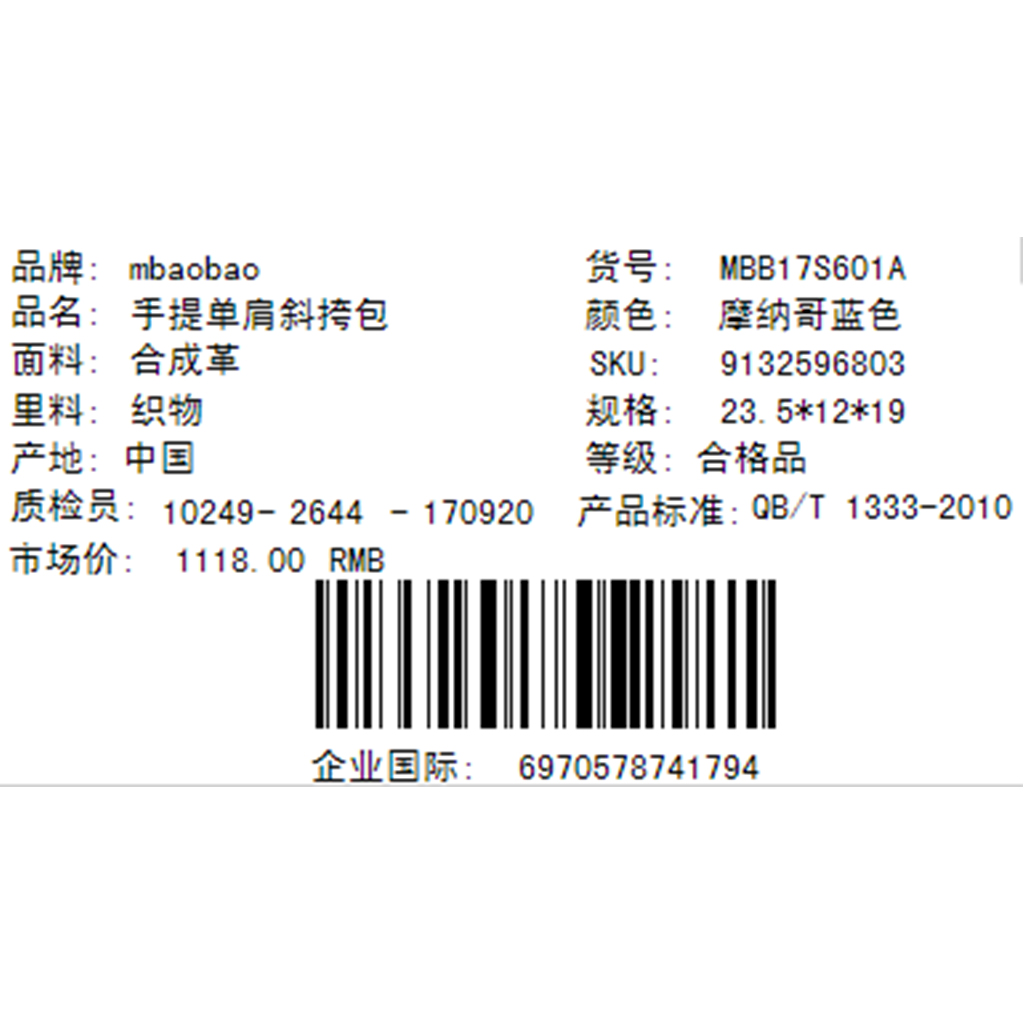 品牌： mbaobao 货号： MBB17S601A
品名： 手提单肩斜挎包 颜色： 摩纳哥蓝色
面料： 合成革 SKU： 9132596803
里料： 织物 规格： 23.5*12*19
产地： 中国 等级： 合格品
质检员： 10249- 2644 - 170920 产品标准：QB/T 1333-2010
市场价： 1118.00 RMB
企业国际： 6970578741794